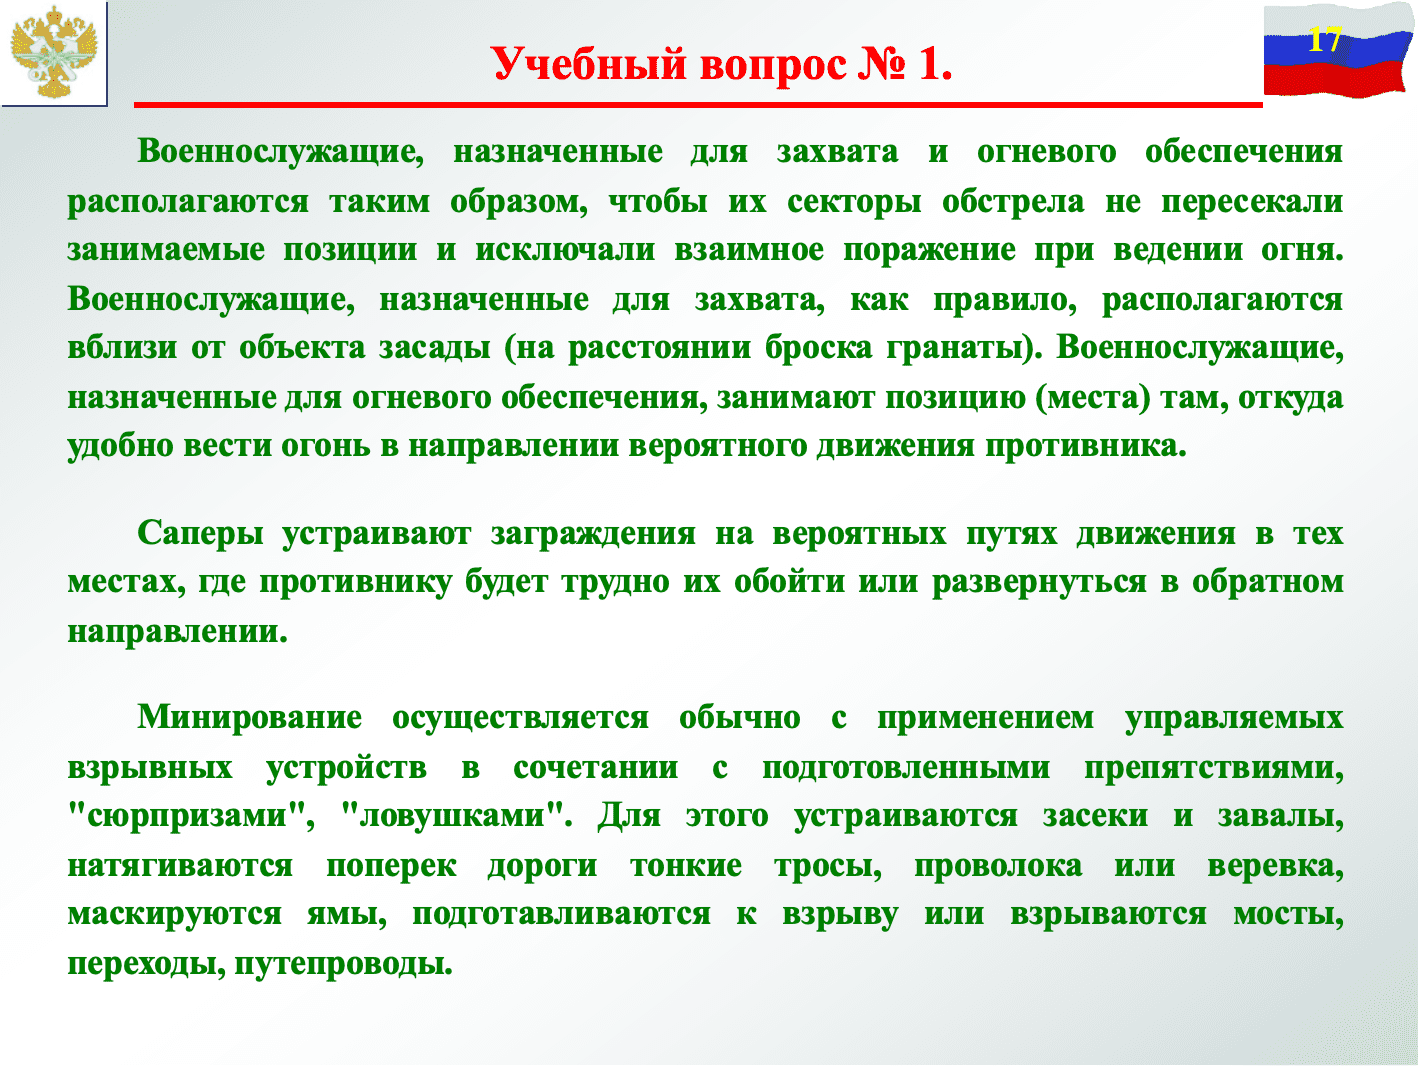 17
Учебный вопрос № 1.
Военнослужащие, назначенные для захвата и огневого обеспечения
располагаются таким образом, чтобы их секторы обстрела не пересекали
занимаемые позиции и исключали взаимное поражение при ведении огня.
Военнослужащие, назначенные для захвата, как правило, располагаются
вблизи от объекта засады (на расстоянии броска гранаты). Военнослужащие,
назначенные для огневого обеспечения, занимают позицию (места) там, откуда
удобно вести огонь в направлении вероятного движения противника.
Саперы устраивают заграждения на вероятных путях движения в тех
местах, где противнику будет трудно их обойти или развернуться в обратном
направлении.
Минирование осуществляется обычно с применением управляемых
взрывных устройств в сочетании с подготовленными препятствиями,
"сюрпризами", "ловушками". Для этого устраиваются засеки и завалы,
натягиваются поперек дороги тонкие тросы, проволока или веревка,
маскируются ямы, подготавливаются к взрыву или взрываются мосты,
переходы, путепроводы.